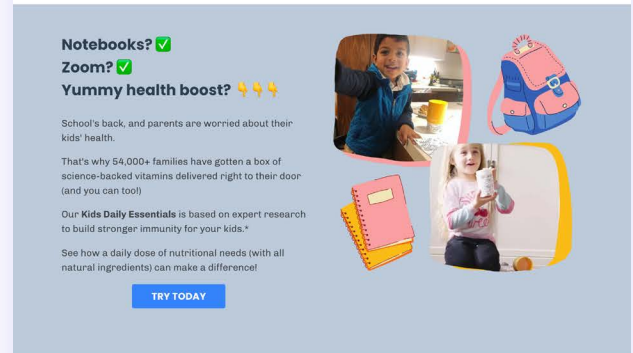 Notebooks? ✅
Zoom? ✅
Yummy health boost? 👇👇👇
School's back, and parents are worried about their
kids' health.
That's why 54,000+ families have gotten a box of
science-backed vitamins delivered right to their door
(and you can too!)
Our Kids Daily Essentials is based on expert research
to build stronger immunity for your kids.*
See how a daily dose of nutritional needs (with all
natural ingredients) can make a difference!
TRY TODAY